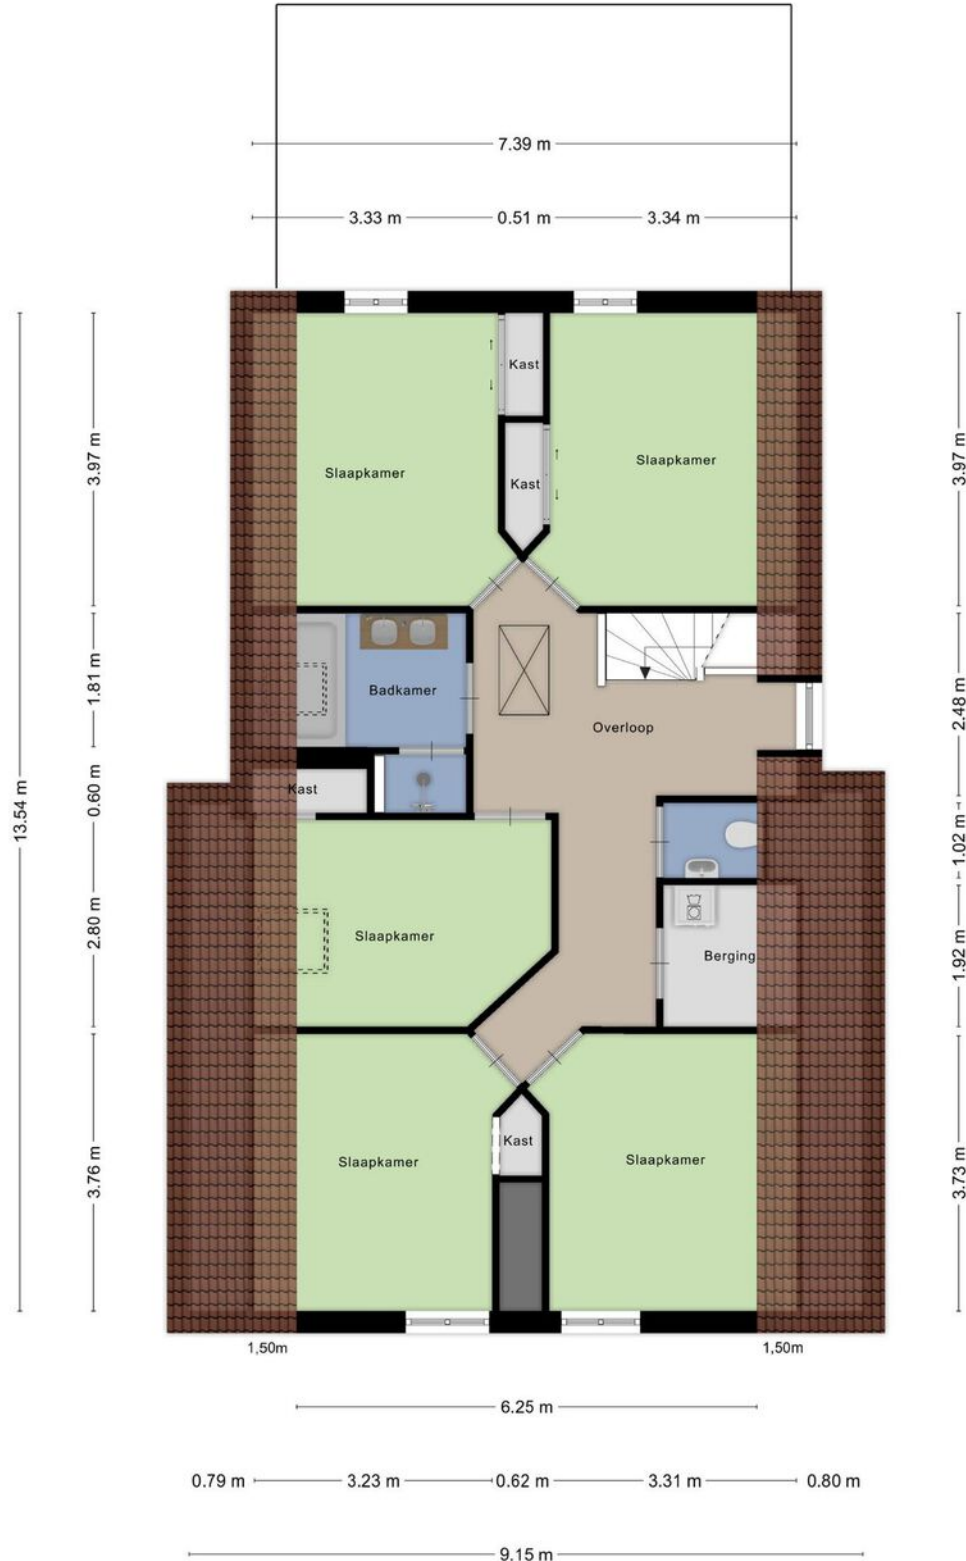 7.39 m
3.33 m
0.51 m
3.34 m
Kast
Slaapkamer
Kast
Slaapkamer
3.97 m
3.97 m
Badkamer
1.81 m
Overloop
2.48 m
Kast
0.60 m
13.54 m
1.02 m
Slaapkamer
2.80 m
Berging
1.92 m
Kast
Slaapkamer
Slaapkamer
3.76 m
3.73 m
1,50m
1,50m
6.25 m
0.79 m
3.23 m
0.62 m
3.31 m
0.80 m
9.15 m